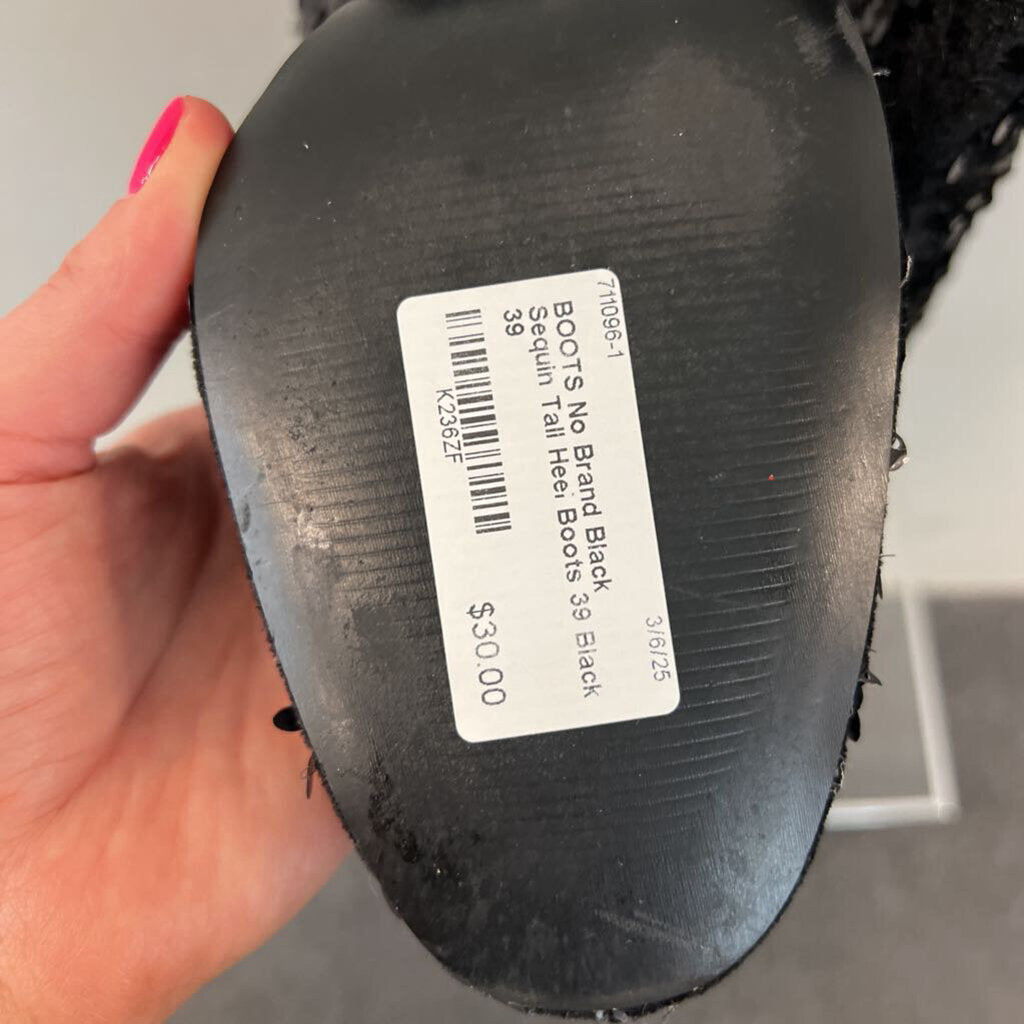 711096-1 3/6/25
BOOTS No Brand Black
Sequin Tall Heel Boots 39 Black
39
K236ZF $30.00